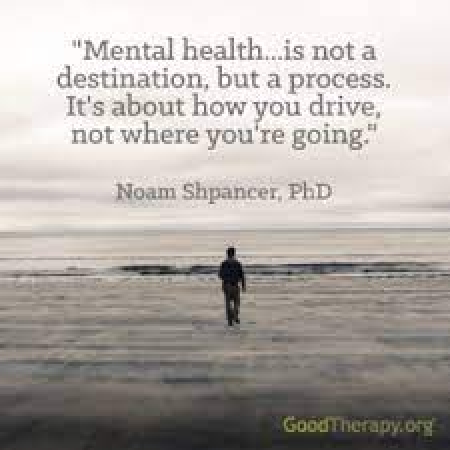 "Mental health...is not a
destination, but a process.
It's about how you drive,
not where you're going."
Noam Shpancer, PhD
GoodTherapy.org